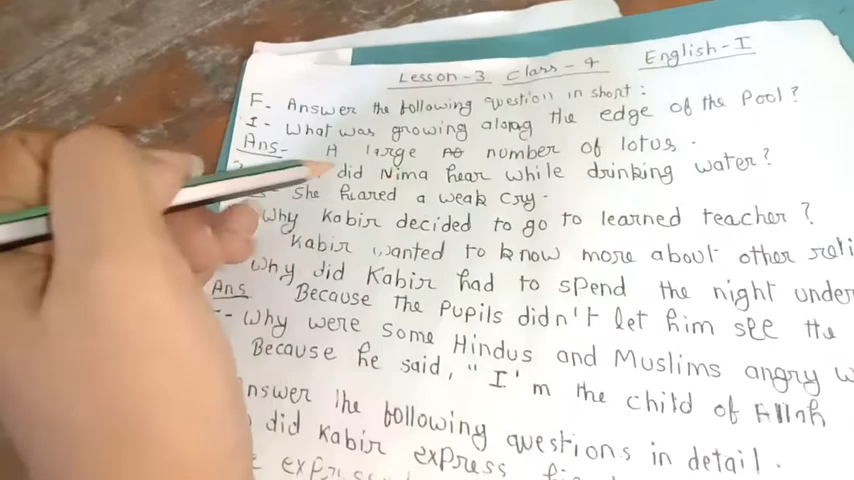 Lesson-3 Class-4 English-I
F- Answer the following question in short:
I- What was growing along the edge of the Pool?
Ans- A large number of lotus.
did Nima hear while drinking water?
She heared a weak cry.
Why Kabir decided to go to learned teacher?
Kabir wanted to know more about other reli
Why did Kabir had to spend the night under
Ans Because the Pupils didn't let him see the
-- Why were some Hindus and Muslims angry w
Because he said, "I'm the child of Allah
nswer the following questions in detail.
did Kabir express